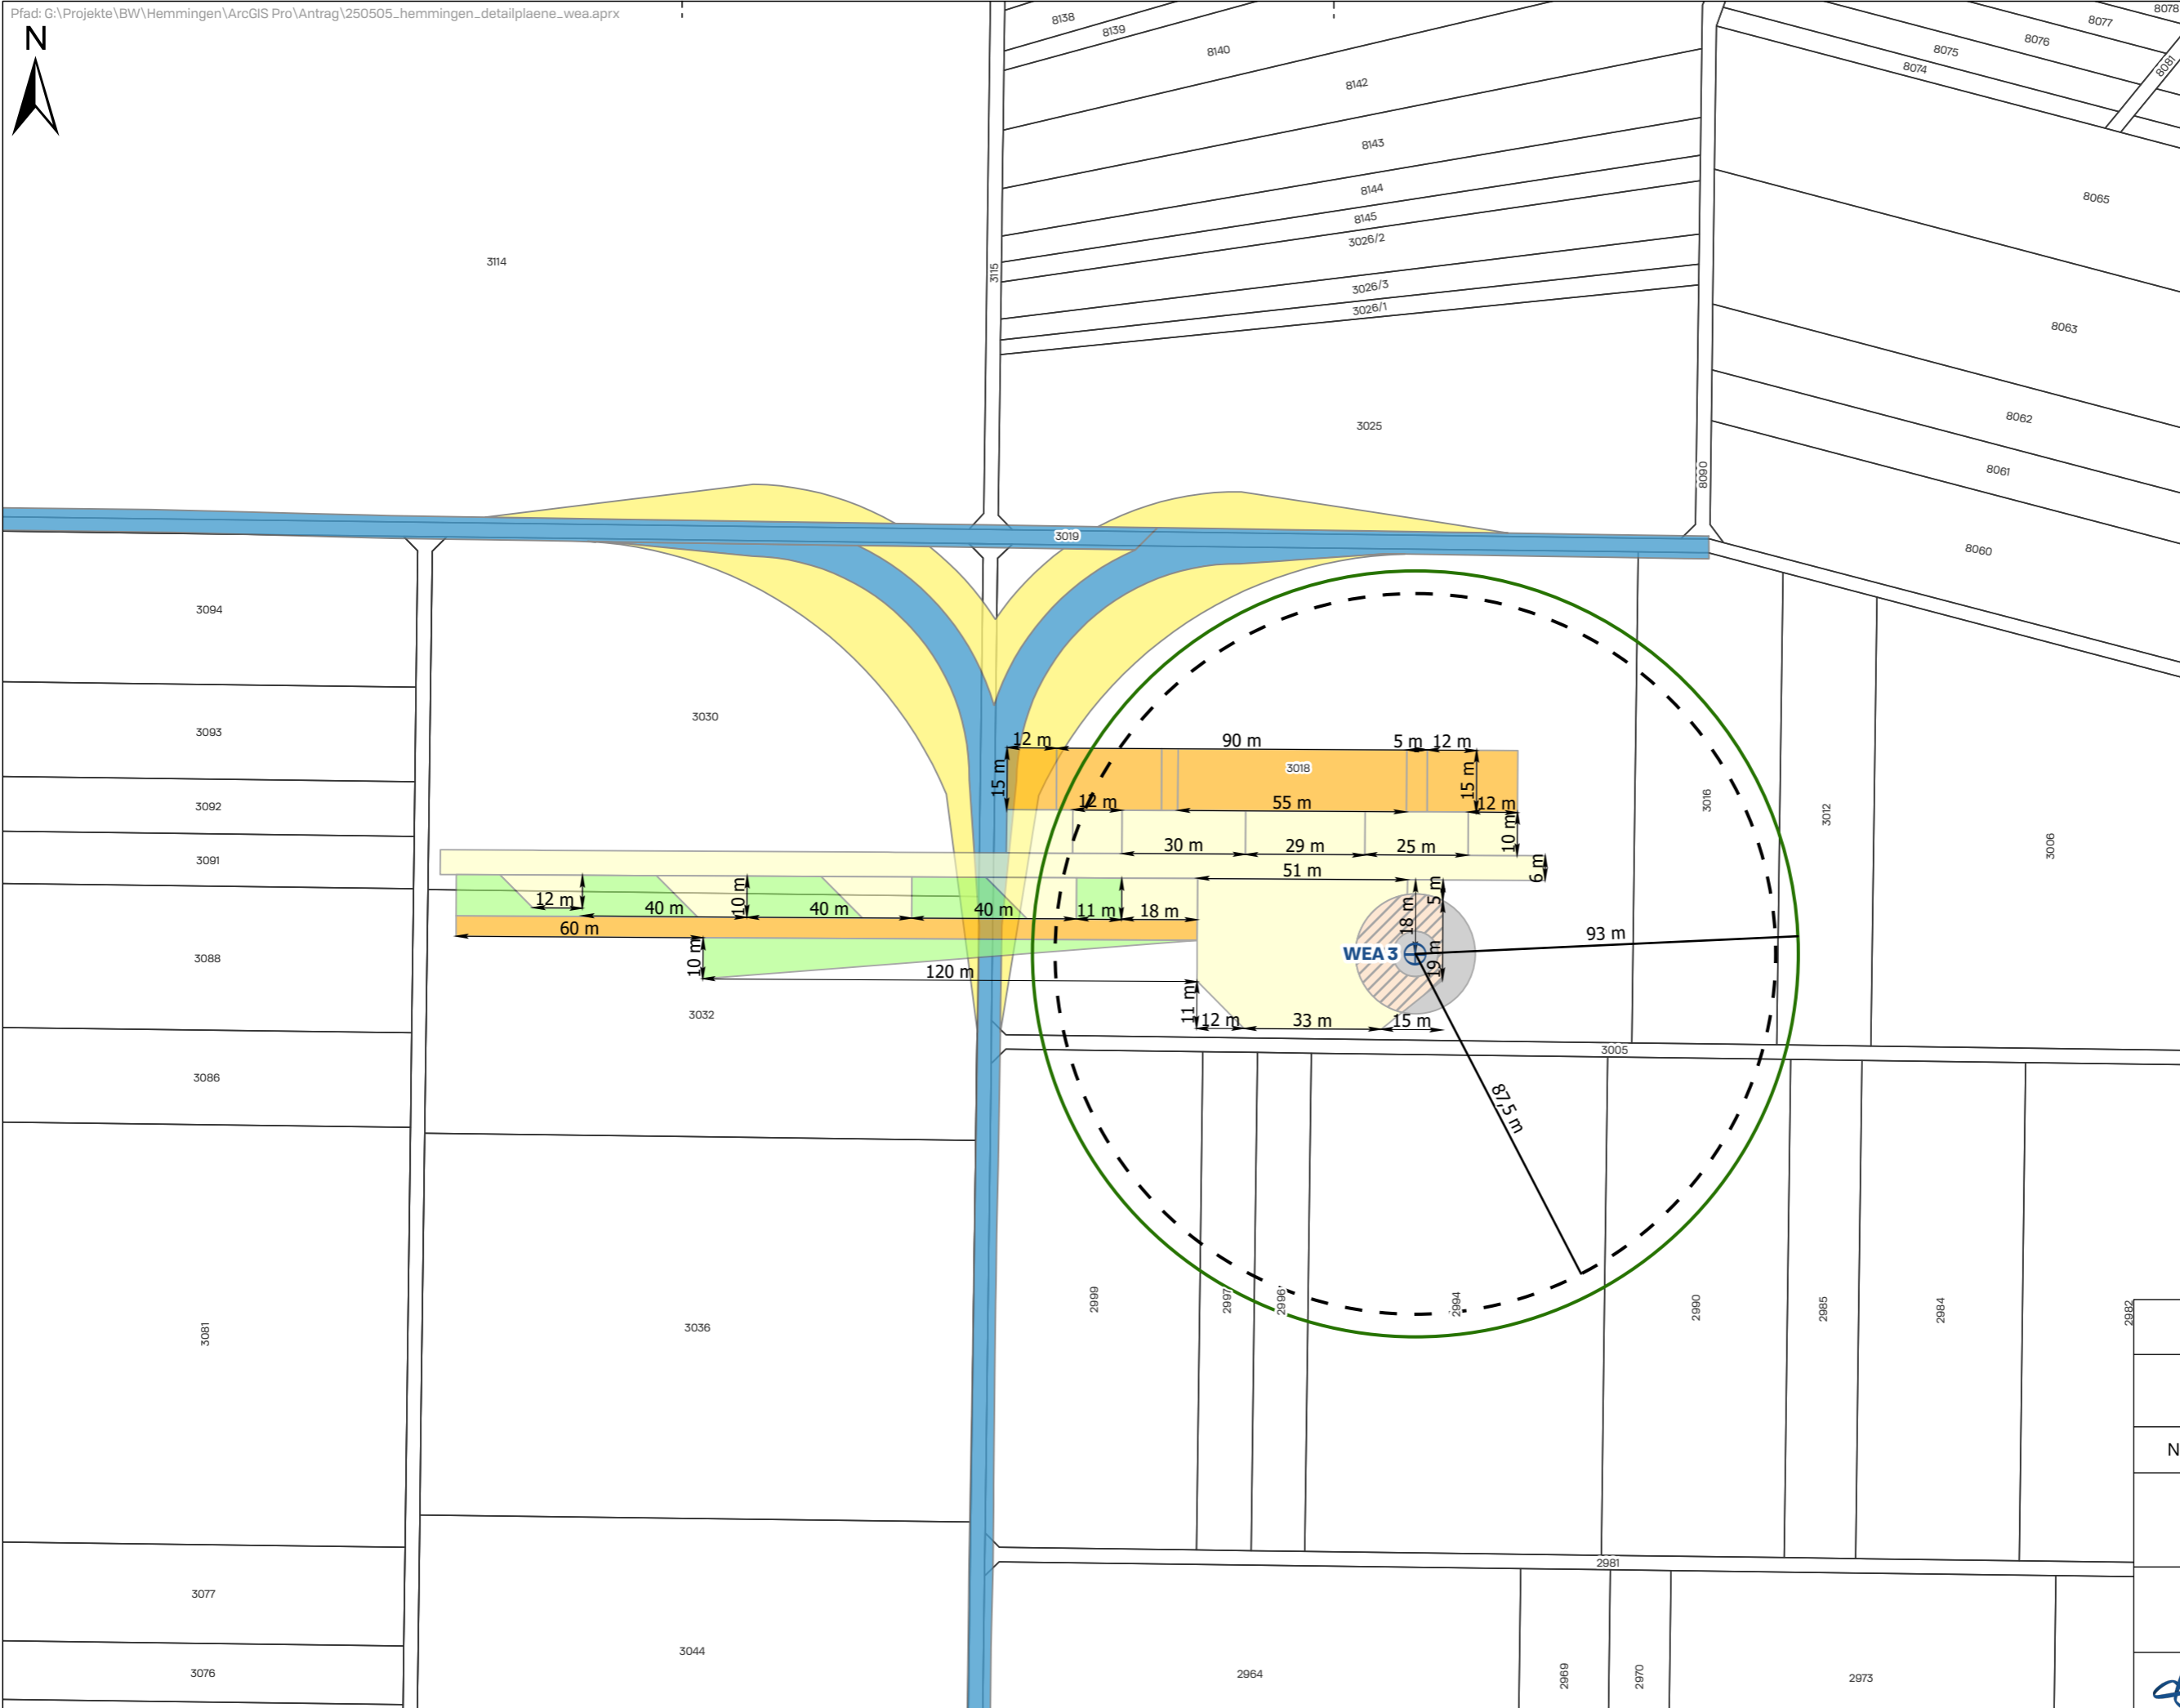 Pfad: G:\Projekte\BW\Hemmingen\ArcGIS Pro\Antrag\250505_hemmingen_detailplaene_wea.aprx
N
8138
8139
8140
8142
8143
8144
8145
3026/2
3026/3
3026/1
3025
3114
3115
8074
8075
8076
8077
8078
8081
8065
8063
8062
8061
8060
8090
3019
3094
3093
3092
3091
3088
3086
3081
3077
3076
3030
3032
3036
3044
3018
3016
3012
3006
12 m
90 m
5 m
12 m
15 m
15 m
12 m
55 m
12 m
10 m
30 m
29 m
25 m
51 m
6 m
12 m
40 m
10 m
40 m
40 m
11 m
18 m
60 m
10 m
120 m
18 m
5 m
19 m
WEA 3
93 m
11 m
12 m
33 m
15 m
87,5 m
3005
2999
2997
2996
2994
2990
2985
2984
2982
2981
2964
2969
2970
2973
N